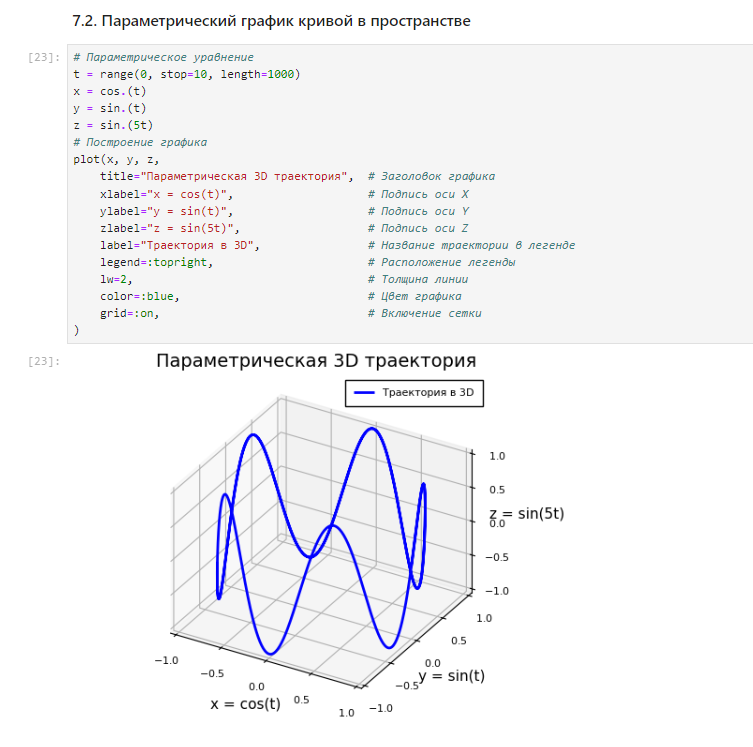 7.2. Параметрический график кривой в пространстве
[23]:
# Параметрическое уравнение
t = range(0, stop=10, length=1000)
x = cos.(t)
y = sin.(t)
z = sin.(5t)
# Построение графика
plot(x, y, z,
    title="Параметрическая 3D траектория",  # Заголовок графика
    xlabel="x = cos(t)",                    # Подпись оси X
    ylabel="y = sin(t)",                    # Подпись оси Y
    zlabel="z = sin(5t)",                   # Подпись оси Z
    label="Траектория в 3D",                # Название траектории в легенде
    legend=:topright,                       # Расположение легенды
    lw=2,                                   # Толщина линии
    color=:blue,                            # Цвет графика
    grid=:on,                               # Включение сетки
)
[23]:
Параметрическая 3D траектория
Траектория в 3D
1.0
0.5
z = sin(5t)
0.0
−0.5
−1.0
1.0
0.5
0.0
−0.5
−1.0
y = sin(t)
−1.0
−0.5
0.0
0.5
1.0
x = cos(t)